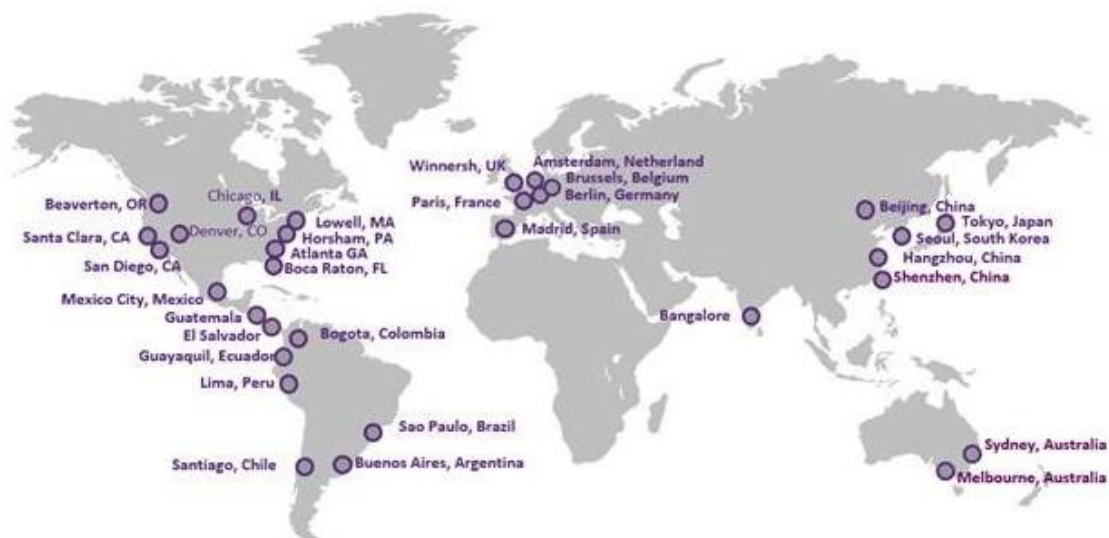 Winnersh, UK
Amsterdam, Netherland
Brussels, Belgium
Berlin, Germany
Paris, France
Madrid, Spain
Chicago, IL
Beaverton, OR
Lowell, MA
Santa Clara, CA
Denver, CO
Horsham, PA
Atlanta GA
San Diego, CA
Boca Raton, FL
Mexico City, Mexico
Guatemala
El Salvador
Bogota, Colombia
Guayaquil, Ecuador
Lima, Peru
Sao Paulo, Brazil
Santiago, Chile
Buenos Aires, Argentina
Beijing, China
Tokyo, Japan
Seoul, South Korea
Hangzhou, China
Shenzhen, China
Bangalore
Sydney, Australia
Melbourne, Australia